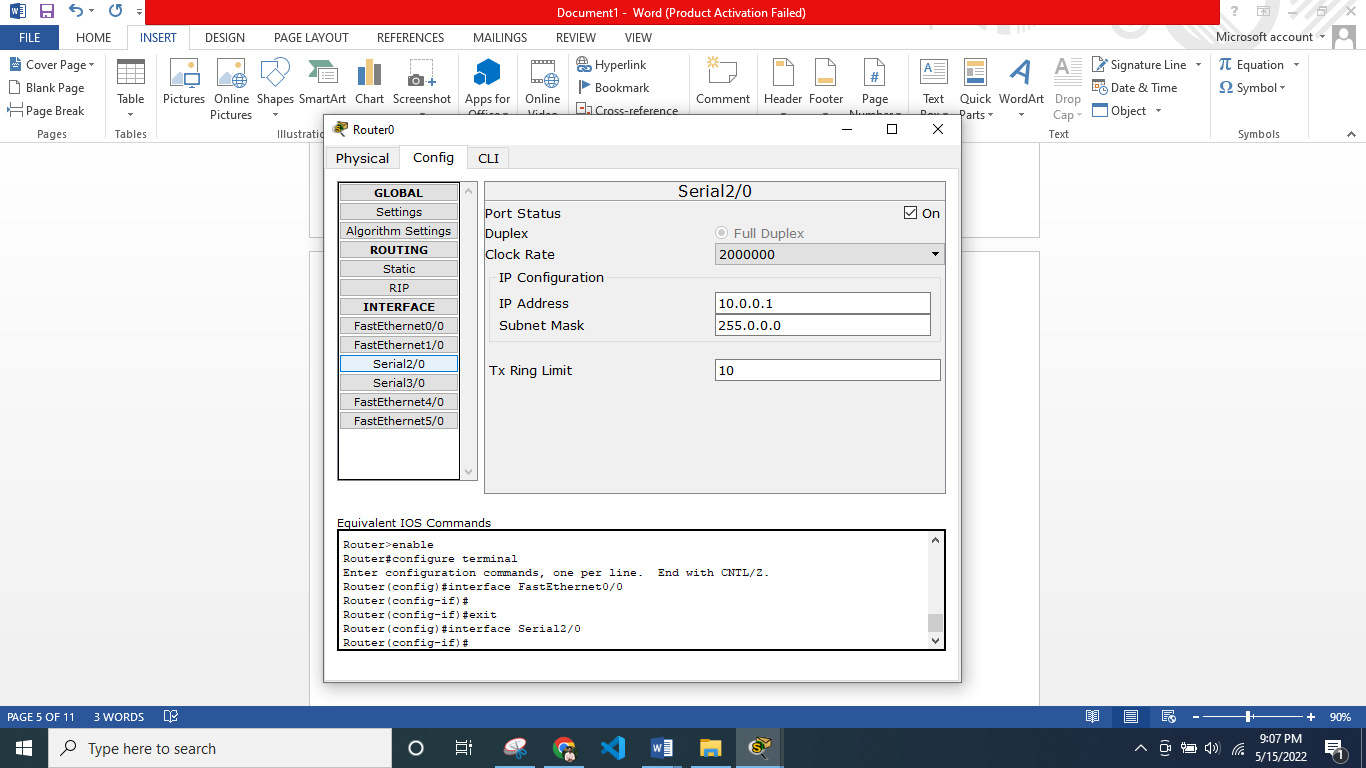 Document1 - Word (Product Activation Failed)
FILE HOME INSERT DESIGN PAGE LAYOUT REFERENCES MAILINGS REVIEW VIEW Microsoft account
Cover Page
Blank Page
Page Break
Pages
Table
Tables
Pictures
Online Pictures
Shapes
SmartArt
Chart
Screenshot
Apps for
Online Video
Hyperlink
Bookmark
Cross-reference
Comment
Header
Footer
Page
Text Box
Quick Parts
WordArt
Drop Cap
Signature Line
Date & Time
Object
Text
Equation
Symbol
Symbols
Router0
Physical Config CLI
GLOBAL
Settings
Algorithm Settings
ROUTING
Static
RIP
INTERFACE
FastEthernet0/0
FastEthernet1/0
Serial2/0
Serial3/0
FastEthernet4/0
FastEthernet5/0
Serial2/0
Port Status On
Duplex Full Duplex
Clock Rate 2000000
IP Configuration
IP Address 10.0.0.1
Subnet Mask 255.0.0.0
Tx Ring Limit 10
Equivalent IOS Commands
Router>enable
Router#configure terminal
Enter configuration commands, one per line.  End with CNTL/Z.
Router(config)#interface FastEthernet0/0
Router(config-if)#
Router(config-if)#exit
Router(config)#interface Serial2/0
Router(config-if)#
PAGE 5 OF 11 3 WORDS 90%
Type here to search
9:07 PM
5/15/2022
1